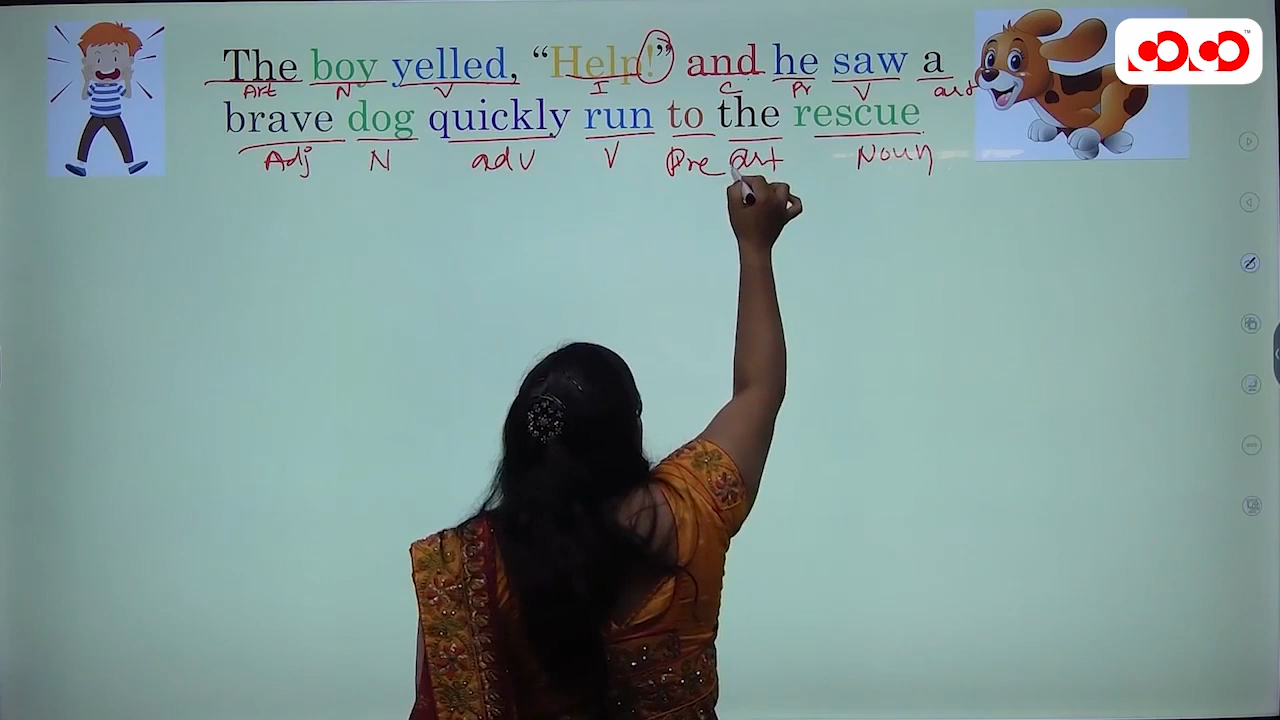 The boy yelled, “Help!” and he saw a
Art N V I C Pr V art
brave dog quickly run to the rescue
Adj N adv V Pre art Noun